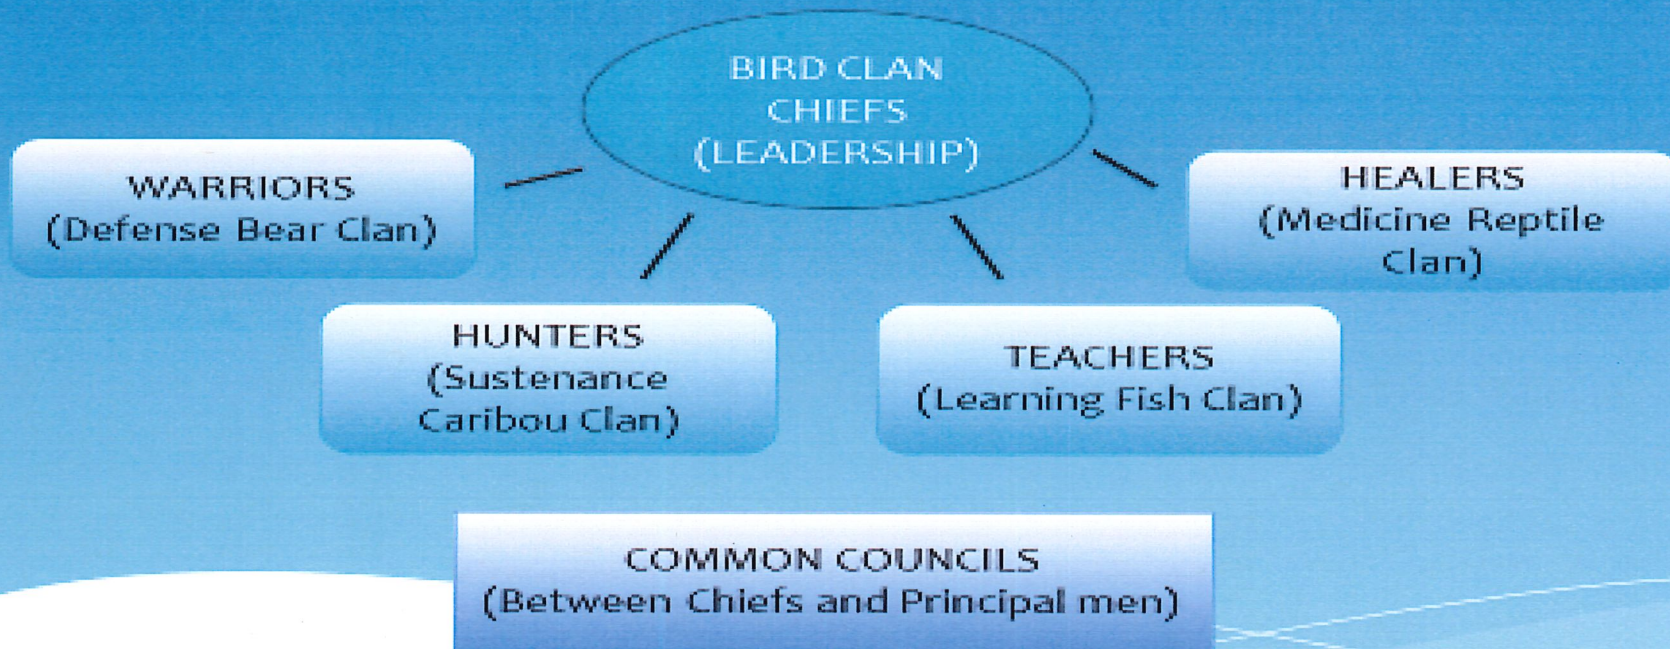 BIRD CLAN
CHIEFS
(LEADERSHIP)
WARRIORS
(Defense Bear Clan)
HEALERS
(Medicine Reptile
Clan)
HUNTERS
(Sustenance
Caribou Clan)
TEACHERS
(Learning Fish Clan)
COMMON COUNCILS
(Between Chiefs and Principal men)